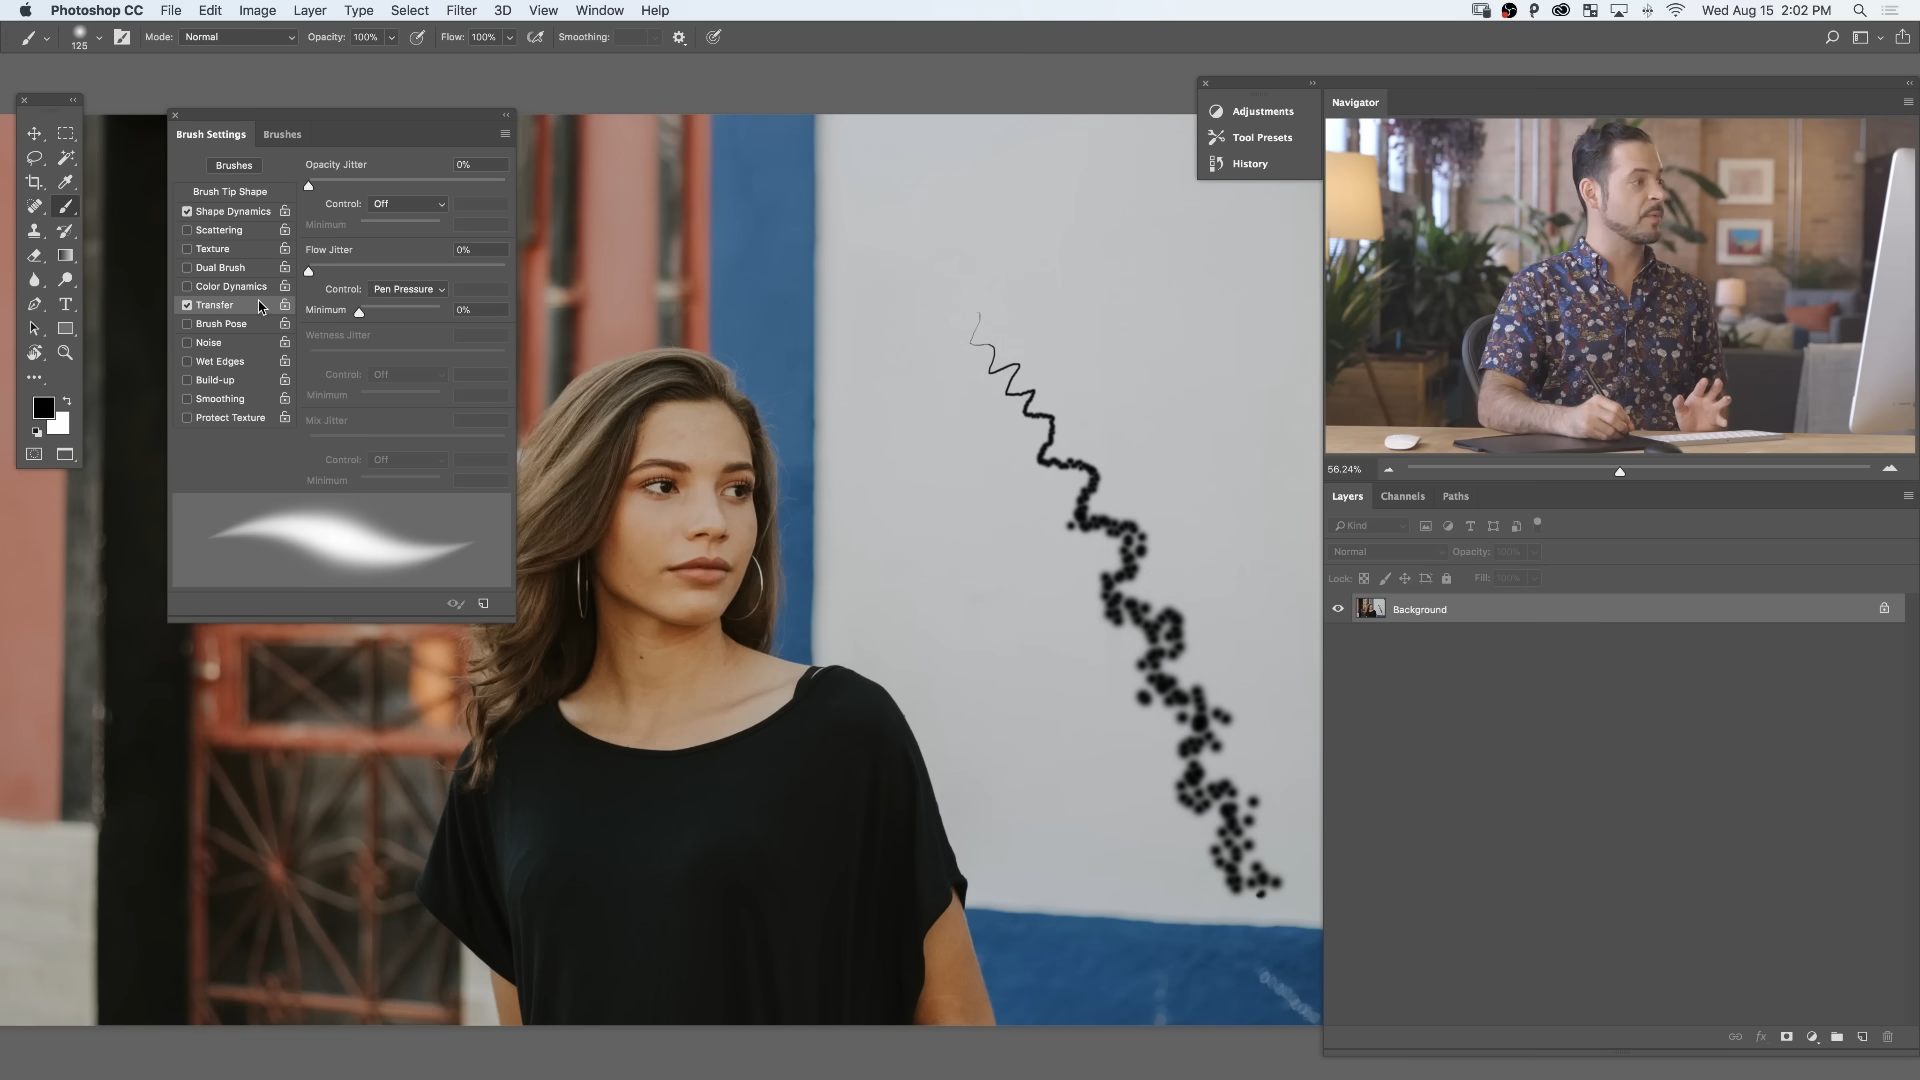 Photoshop CC File Edit Image Layer Type Select Filter 3D View Window Help Wed Aug 15 2:02 PM
125 Mode: Normal Opacity: 100% Flow: 100% Smoothing:
Brush Settings Brushes
Brushes
Brush Tip Shape
Shape Dynamics
Scattering
Texture
Dual Brush
Color Dynamics
Transfer
Brush Pose
Noise
Wet Edges
Build-up
Smoothing
Protect Texture
Opacity Jitter 0%
Control: Off
Minimum
Flow Jitter 0%
Control: Pen Pressure
Minimum 0%
Wetness Jitter
Control: Off
Minimum
Mix Jitter
Control: Off
Minimum
Adjustments
Tool Presets
History
Navigator
56.24%
Layers Channels Paths
Kind
Normal Opacity: 100%
Lock: Fill: 100%
Background
fx